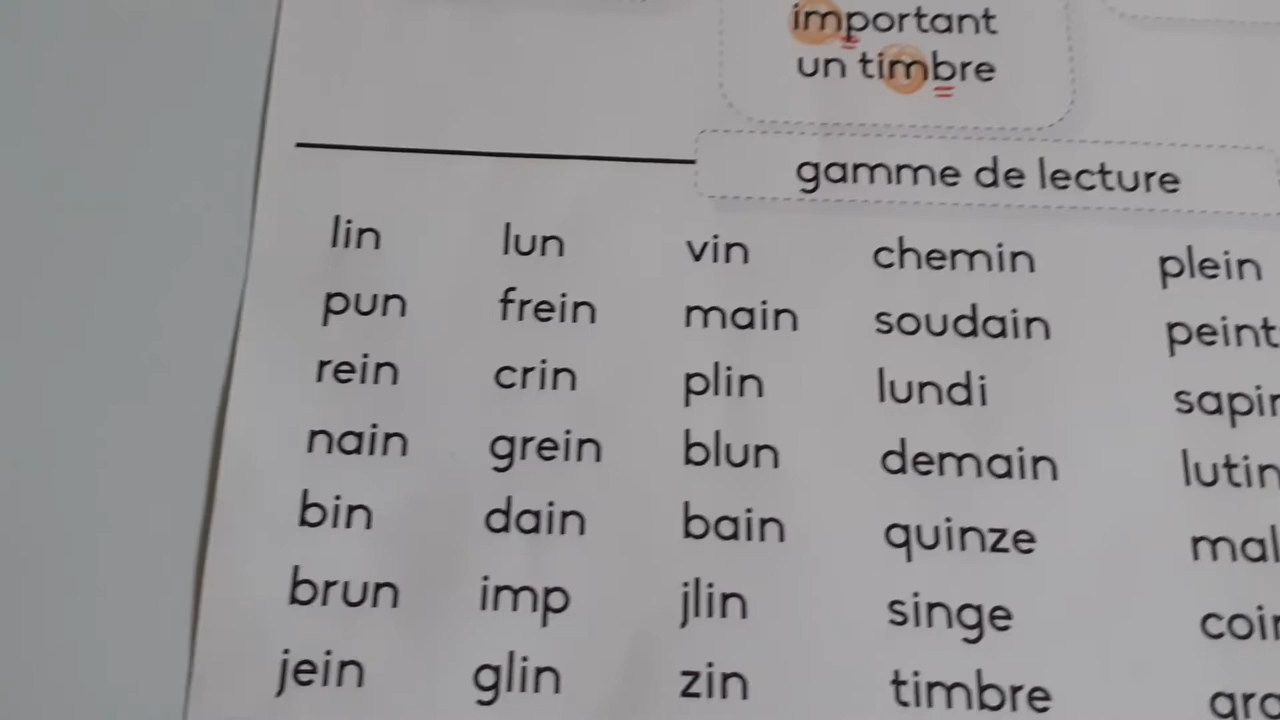 important
un timbre
gamme de lecture
lin lun vin chemin plein
pun frein main soudain peint
rein crin plin lundi
nain grein blun demain
bin dain bain quinze
brun imp jlin singe
jein glin zin timbre